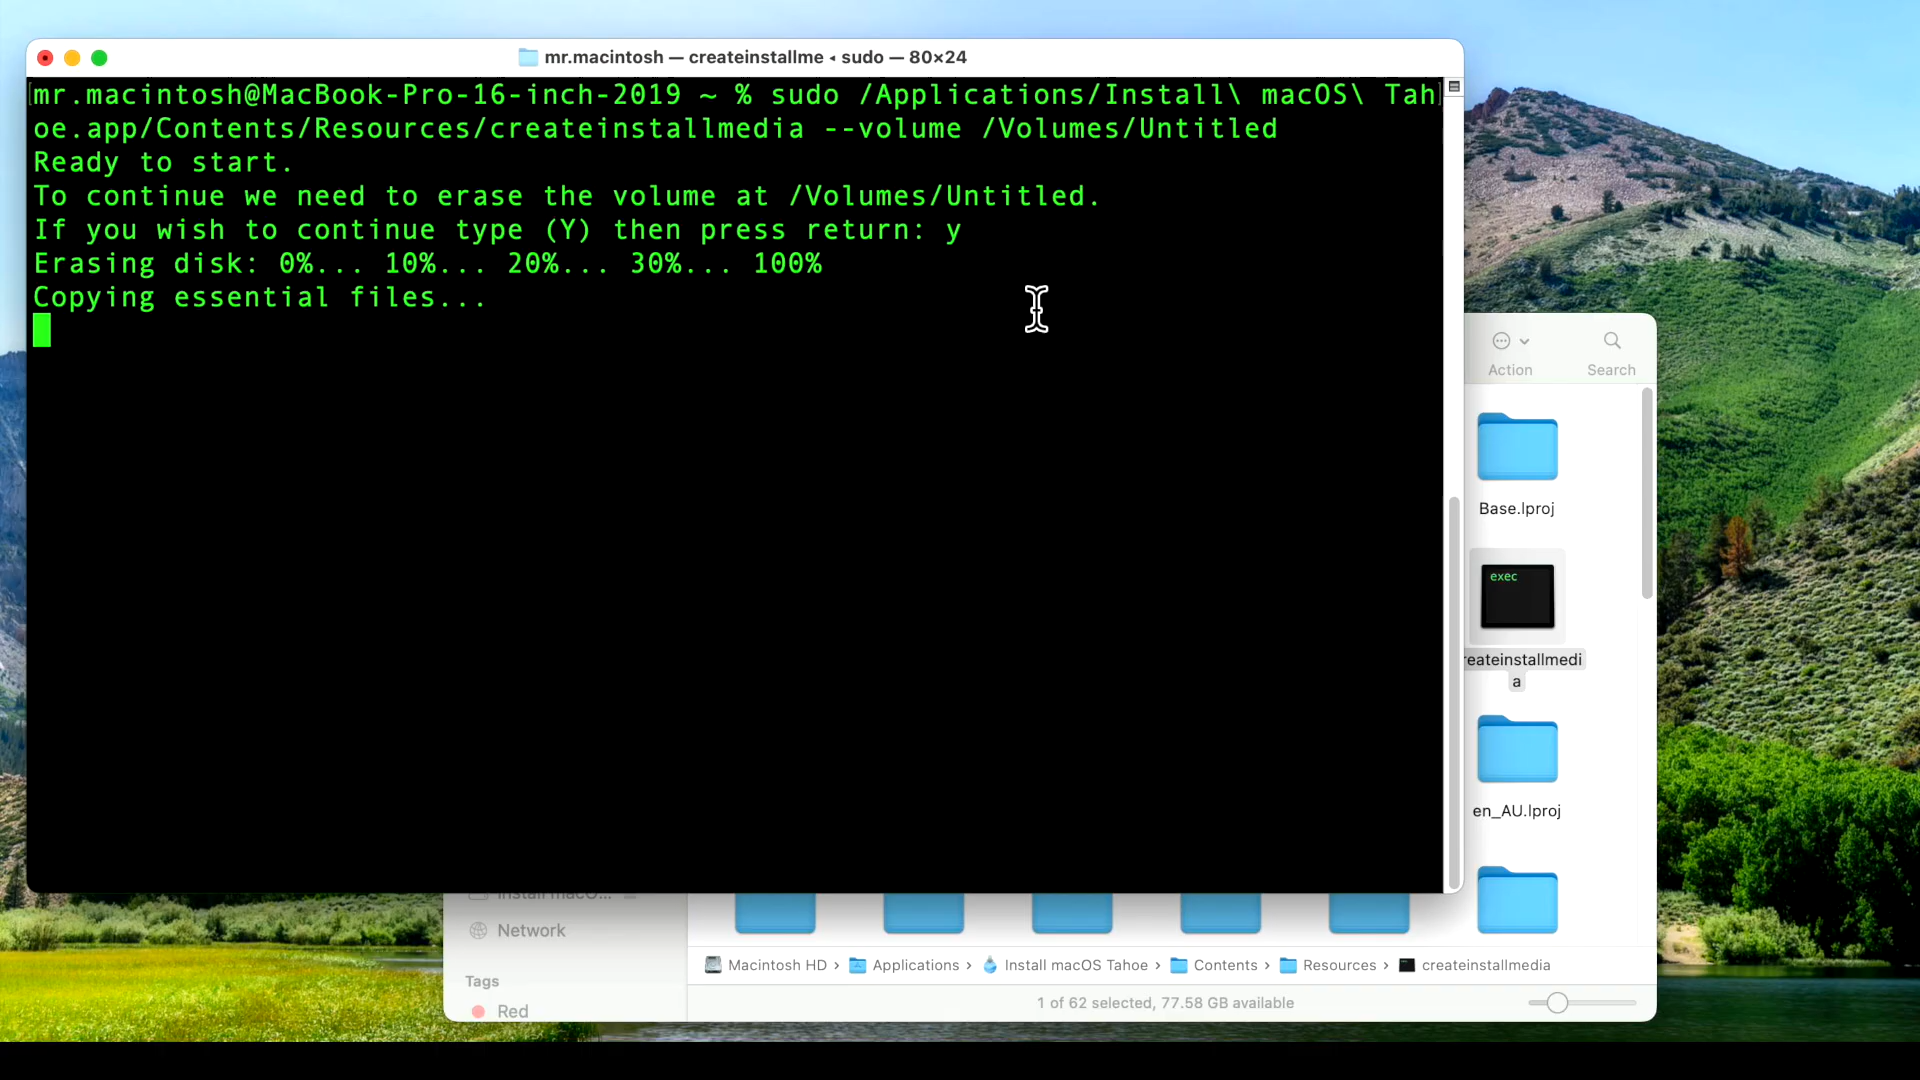 mr.macintosh — createinstallme ◂ sudo — 80×24
mr.macintosh@MacBook-Pro-16-inch-2019 ~ % sudo /Applications/Install\ macOS\ Tah
oe.app/Contents/Resources/createinstallmedia --volume /Volumes/Untitled
Ready to start.
To continue we need to erase the volume at /Volumes/Untitled.
If you wish to continue type (Y) then press return: y
Erasing disk: 0%... 10%... 20%... 30%... 100%
Copying essential files...
Action
Search
Base.lproj
exec
reateinstallmedi
a
en_AU.lproj
Install macO...
Network
Tags
Red
Macintosh HD › Applications › Install macOS Tahoe › Contents › Resources › createinstallmedia
1 of 62 selected, 77.58 GB available